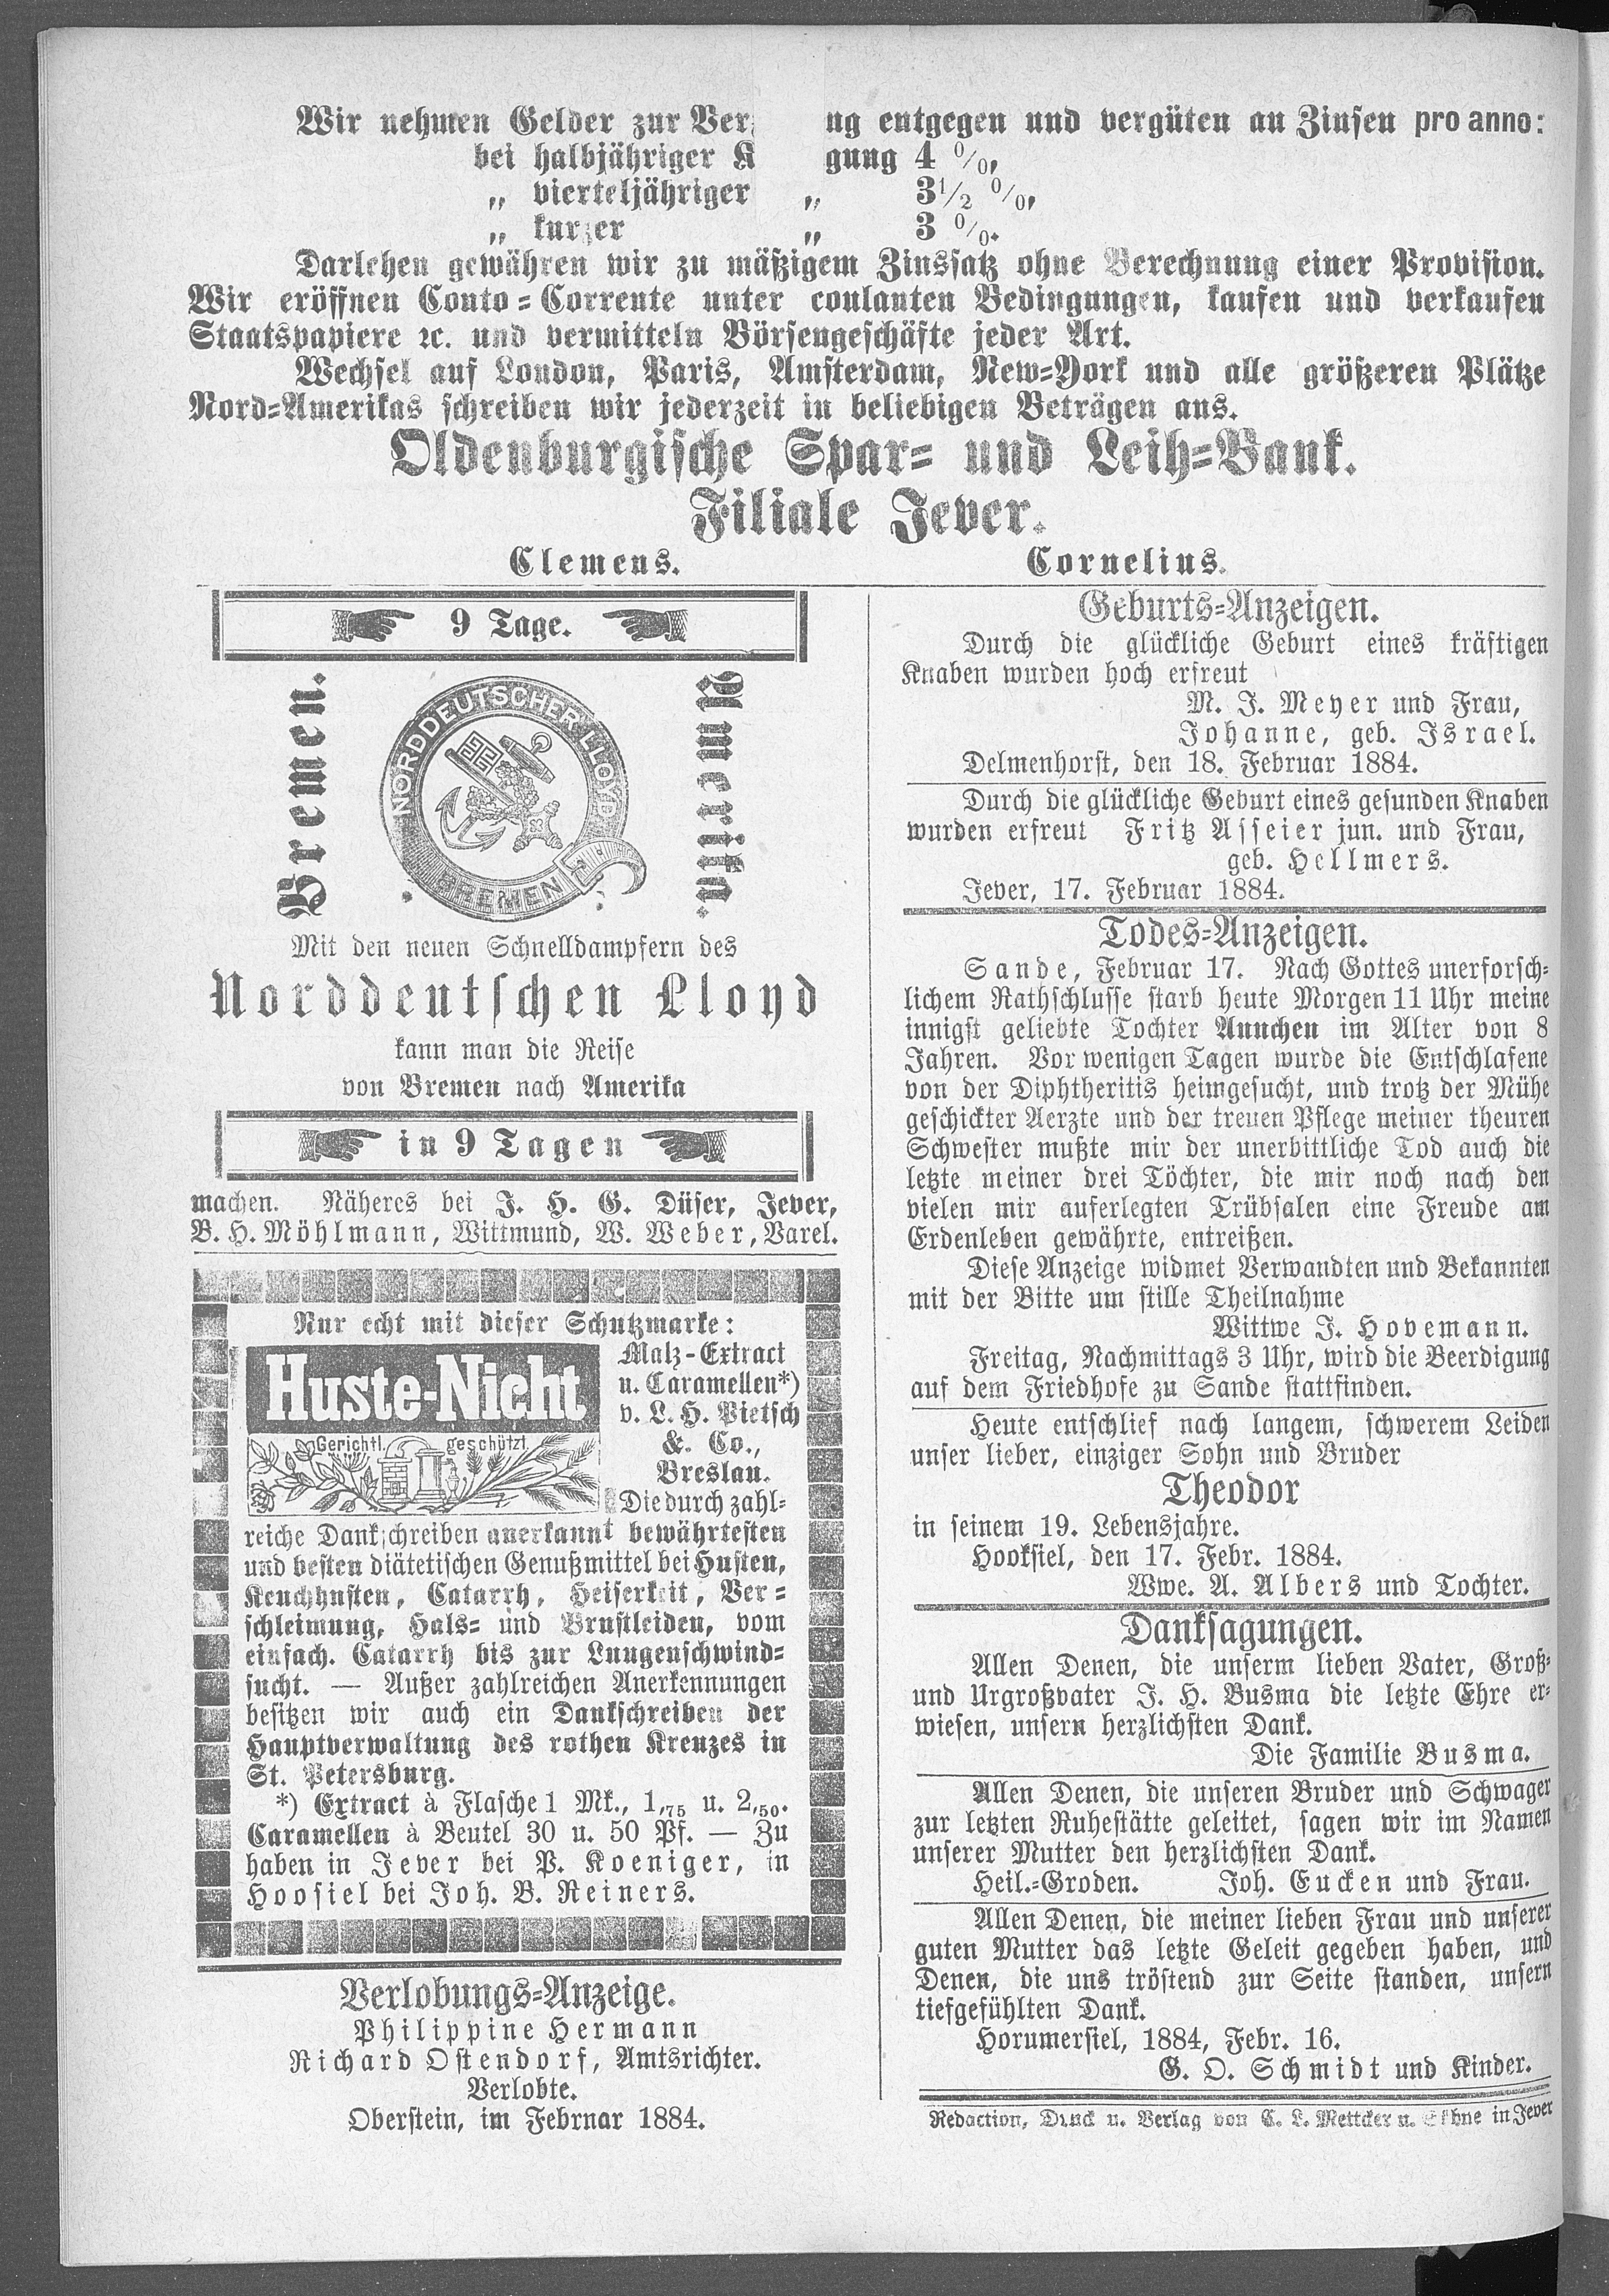 Wir nehmen Gelder zur Ver ng entgegen und vergüten an Zinsen pro anno:
bei halbjähriger K gung 4 %,
„ vierteljähriger „ 3½ %,
„ kurzer „ 3 %.
Darlehen gewähren wir zu mäßigem Zinssatz ohne Berechnung einer Provision.
Wir eröffnen Conto-Corrente unter coulanten Bedingungen, kaufen und verkaufen
Staatspapiere ꝛc. und vermitteln Börsengeschäfte jeder Art.
Wechsel auf London, Paris, Amsterdam, New-York und alle größeren Plätze
Nord-Amerikas schreiben wir jederzeit in beliebigen Beträgen aus.
Oldenburgische Spar- und Leih-Bank.
Filiale Jever.
Clemens. Cornelius.
9 Tage.
Bremen.
NORDDEUTSCHER LLOYD
BREMEN
Amerika.
Mit den neuen Schnelldampfern des
Norddeutschen Lloyd
kann man die Reise
von Bremen nach Amerika
in 9 Tagen
machen. Näheres bei J. H. G. Düser, Jever,
B. H. Möhlmann, Wittmund, W. Weber, Varel.
Nur echt mit dieser Schutzmarke:
Huste-Nicht
Gerichtl. geschützt
Malz-Extract
u. Caramellen*)
v. L. H. Pietsch
&. Co.,
Breslau.
Die durch zahl-
reiche Dankschreiben anerkannt bewährtesten
und besten diätetischen Genußmittel bei Husten,
Keuchhusten, Catarrh, Heiserkeit, Ver-
schleimung, Hals- und Brustleiden, vom
einfach. Catarrh bis zur Lungenschwind-
sucht. — Außer zahlreichen Anerkennungen
besitzen wir auch ein Dankschreiben der
Hauptverwaltung des rothen Kreuzes in
St. Petersburg.
*) Extract à Flasche 1 Mk., 1,75 u. 2,50.
Caramellen à Beutel 30 u. 50 Pf. — Zu
haben in Jever bei P. Koeniger, in
Hoosiel bei Joh. B. Reiners.
Verlobungs-Anzeige.
Philippine Hermann
Richard Ostendorf, Amtsrichter.
Verlobte.
Oberstein, im Februar 1884.
Geburts-Anzeigen.
Durch die glückliche Geburt eines kräftigen
Knaben wurden hoch erfreut
M. J. Meyer und Frau,
Johanne, geb. Israel.
Delmenhorst, den 18. Februar 1884.
Durch die glückliche Geburt eines gesunden Knaben
wurden erfreut Fritz Asseier jun. und Frau,
geb. Hellmers.
Jever, 17. Februar 1884.
Todes-Anzeigen.
Sande, Februar 17. Nach Gottes unerforsch-
lichem Rathschlusse starb heute Morgen 11 Uhr meine
innigst geliebte Tochter Annchen im Alter von 8
Jahren. Vor wenigen Tagen wurde die Entschlafene
von der Diphtheritis heimgesucht, und trotz der Mühe
geschickter Aerzte und der treuen Pflege meiner theuren
Schwester mußte mir der unerbittliche Tod auch die
letzte meiner drei Töchter, die mir noch nach den
vielen mir auferlegten Trübsalen eine Freude am
Erdenleben gewährte, entreißen.
Diese Anzeige widmet Verwandten und Bekannten
mit der Bitte um stille Theilnahme
Wittwe J. Hovemann.
Freitag, Nachmittags 3 Uhr, wird die Beerdigung
auf dem Friedhofe zu Sande stattfinden.
Heute entschlief nach langem, schwerem Leiden
unser lieber, einziger Sohn und Bruder
Theodor
in seinem 19. Lebensjahre.
Hooksiel, den 17. Febr. 1884.
Wwe. A. Albers und Tochter.
Danksagungen.
Allen Denen, die unserm lieben Vater, Groß-
und Urgroßvater J. H. Busma die letzte Ehre er-
wiesen, unsern herzlichsten Dank.
Die Familie Busma.
Allen Denen, die unseren Bruder und Schwager
zur letzten Ruhestätte geleitet, sagen wir im Namen
unserer Mutter den herzlichsten Dank.
Heil.-Groden. Joh. Eucken und Frau.
Allen Denen, die meiner lieben Frau und unserer
guten Mutter das letzte Geleit gegeben haben, und
Denen, die uns tröstend zur Seite standen, unsern
tiefgefühlten Dank.
Horumersiel, 1884, Febr. 16.
G. O. Schmidt und Kinder.
Redaction, Druck u. Verlag von C. L. Mettcker u. Söhne in Jever